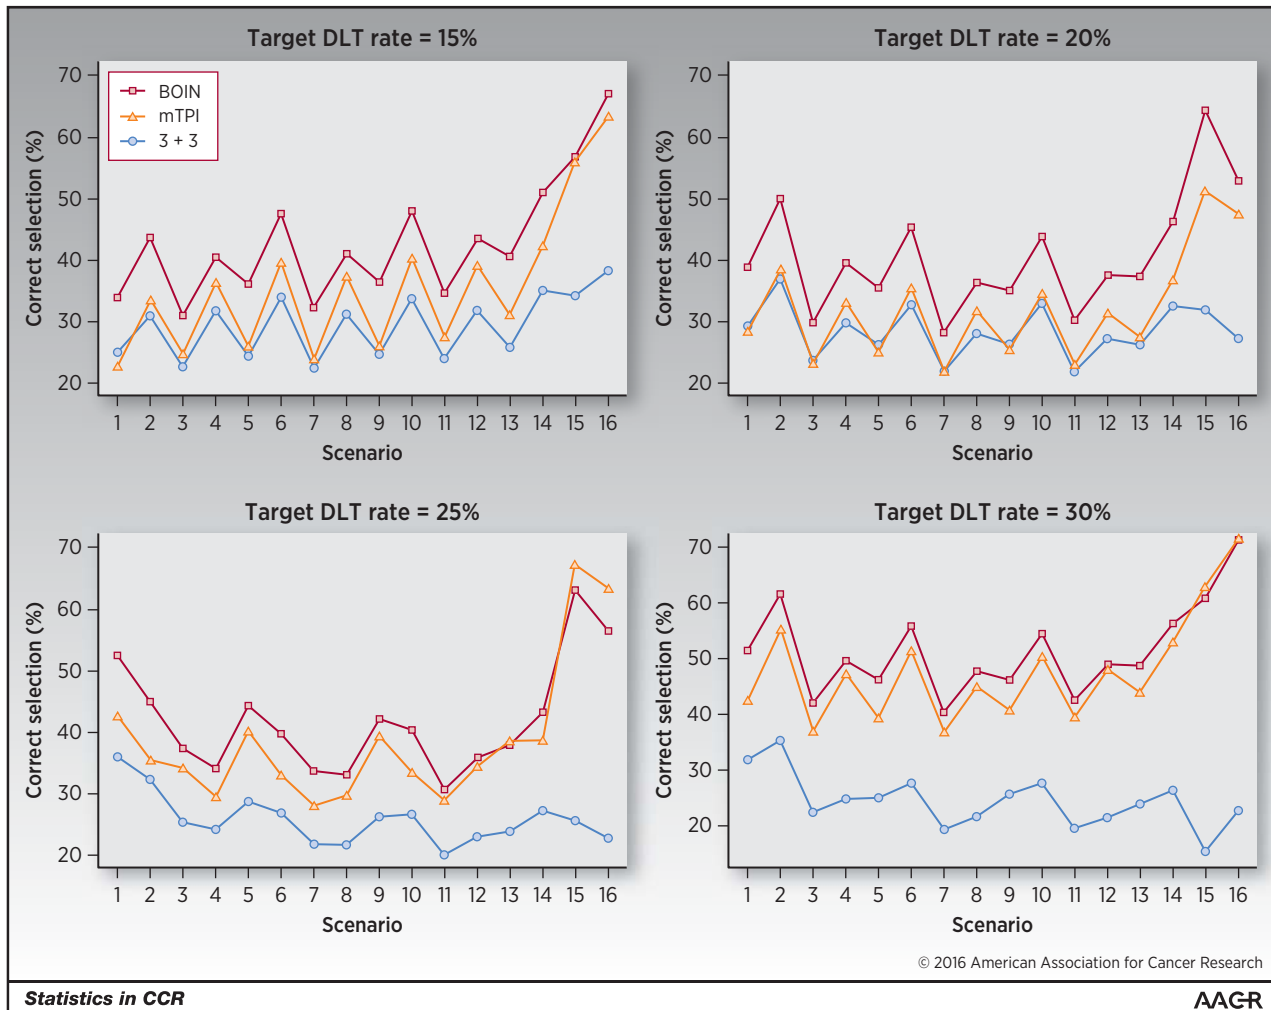 Target DLT rate = 15%
70
60
50
40
30
20
Correct selection (%)
BOIN
mTPI
3 + 3
1 2 3 4 5 6 7 8 9 10 11 12 13 14 15 16
Scenario
Target DLT rate = 20%
70
60
50
40
30
20
Correct selection (%)
1 2 3 4 5 6 7 8 9 10 11 12 13 14 15 16
Scenario
Target DLT rate = 25%
70
60
50
40
30
20
Correct selection (%)
1 2 3 4 5 6 7 8 9 10 11 12 13 14 15 16
Scenario
Target DLT rate = 30%
70
60
50
40
30
20
Correct selection (%)
1 2 3 4 5 6 7 8 9 10 11 12 13 14 15 16
Scenario
© 2016 American Association for Cancer Research
Statistics in CCR
AACR